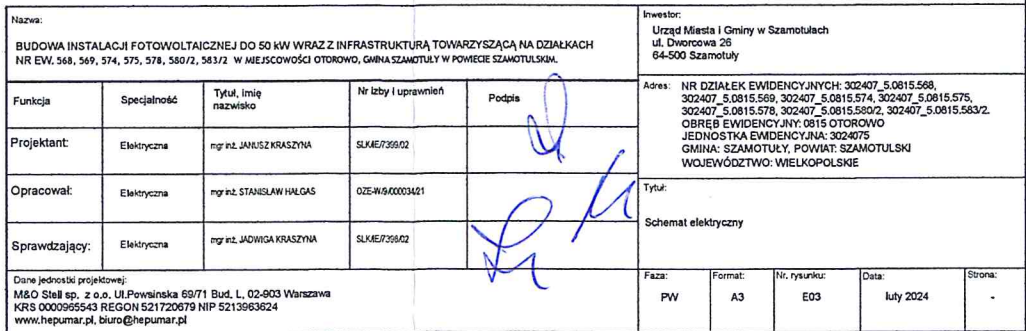 Nazwa:
BUDOWA INSTALACJI FOTOWOLTAICZNEJ DO 50 kW WRAZ Z INFRASTRUKTURĄ TOWARZYSZĄCĄ NA DZIAŁKACH
NR EW. 568, 569, 574, 575, 578, 580/2, 583/2 W MIEJSCOWOŚCI OTOROWO, GMINA SZAMOTUŁY W POWIECIE SZAMOTULSKIM.
Inwestor:
Urząd Miasta i Gminy w Szamotułach
ul. Dworcowa 26
64-500 Szamotuły
Funkcja Specjalność Tytuł, imię nazwisko Nr izby i uprawnień Podpis
Projektant: Elektryczna mgr inż. JANUSZ KRASZYNA SLK/IE/7399/02
Opracował: Elektryczna mgr inż. STANISŁAW HAŁGAS OZE-W/9/000034/21
Sprawdzający: Elektryczna mgr inż. JADWIGA KRASZYNA SLK/IE/7398/02
Adres: NR DZIAŁEK EWIDENCYJNYCH: 302407_5.0815.568,
302407_5.0815.569, 302407_5.0815.574, 302407_5.0815.575,
302407_5.0815.578, 302407_5.0815.580/2, 302407_5.0815.583/2.
OBRĘB EWIDENCYJNY: 0815 OTOROWO
JEDNOSTKA EWIDENCYJNA: 3024075
GMINA: SZAMOTUŁY, POWIAT: SZAMOTULSKI
WOJEWÓDZTWO: WIELKOPOLSKIE
Tytuł:
Schemat elektryczny
Dane jednostki projektowej:
M&O Stell sp. z o.o. Ul.Powsińska 69/71 Bud. L, 02-903 Warszawa
KRS 0000965543 REGON 521720679 NIP 5213963624
www.hepumar.pl, biuro@hepumar.pl
Faza: Format: Nr. rysunku: Data: Strona:
PW A3 E03 luty 2024 -